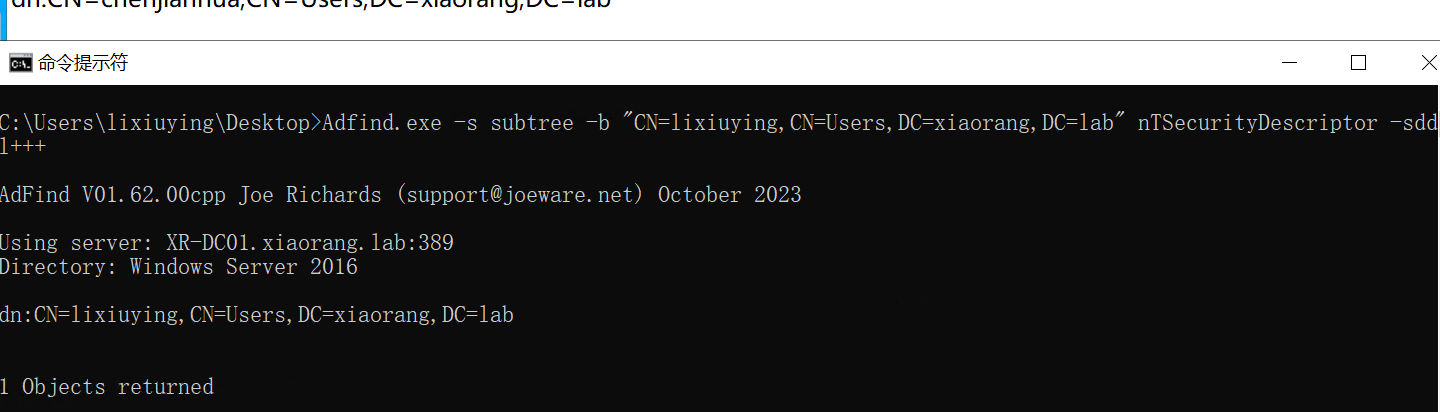 dn:CN=chenjianhua,CN=Users,DC=xiaorang,DC=lab
命令提示符
C:\Users\lixiuying\Desktop>Adfind.exe -s subtree -b "CN=lixiuying,CN=Users,DC=xiaorang,DC=lab" nTSecurityDescriptor -sdd
l+++
AdFind V01.62.00cpp Joe Richards (support@joeware.net) October 2023
Using server: XR-DC01.xiaorang.lab:389
Directory: Windows Server 2016
dn:CN=lixiuying,CN=Users,DC=xiaorang,DC=lab
1 Objects returned